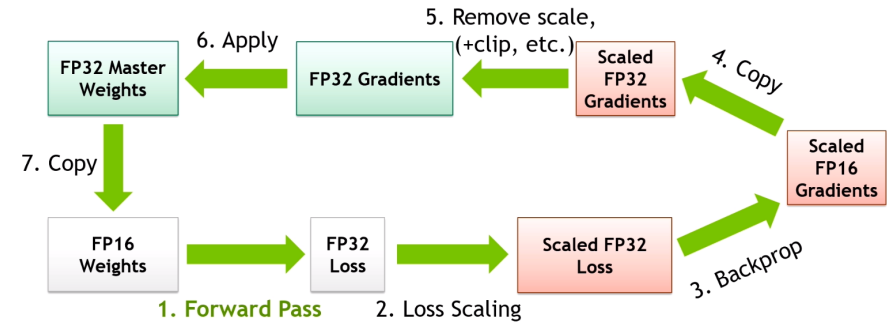 5. Remove scale,
(+clip, etc.)
6. Apply
4. Copy
FP32 Master
Weights
FP32 Gradients
Scaled
FP32
Gradients
Scaled
FP16
Gradients
7. Copy
FP16
Weights
FP32
Loss
Scaled FP32
Loss
3. Backprop
1. Forward Pass
2. Loss Scaling